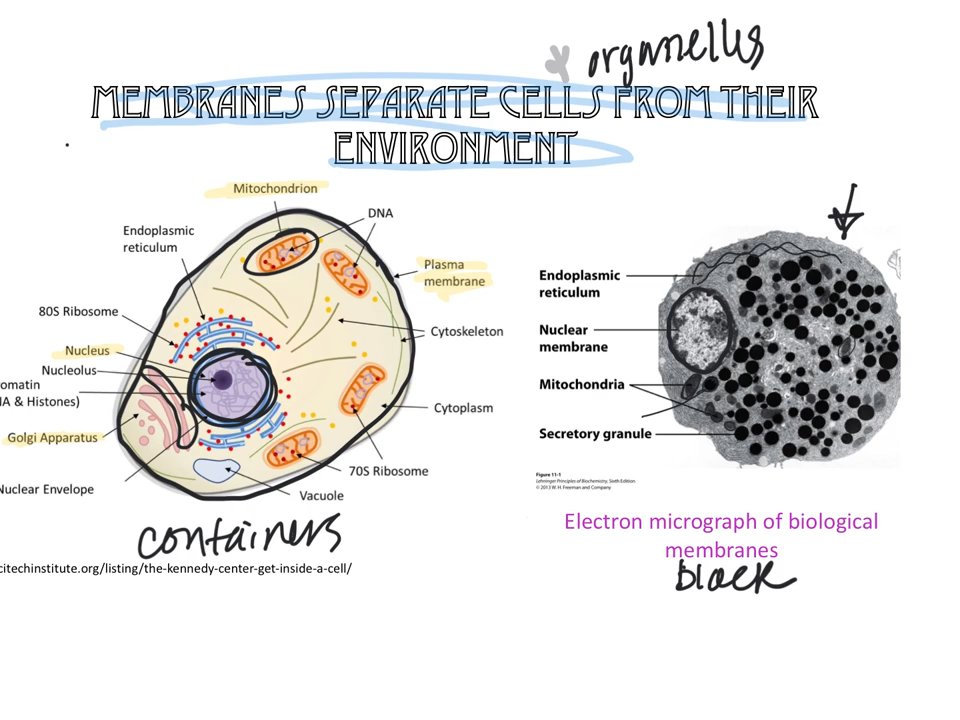 organelles
MEMBRANES SEPARATE CELLS FROM THEIR
ENVIRONMENT
Mitochondrion
DNA
Endoplasmic
reticulum
Plasma
membrane
80S Ribosome
Cytoskeleton
Nucleus
Nucleolus
omatin
A & Histones)
Cytoplasm
Golgi Apparatus
70S Ribosome
Nuclear Envelope
Vacuole
containers
citechinstitute.org/listing/the-kennedy-center-get-inside-a-cell/
Endoplasmic
reticulum
Nuclear
membrane
Mitochondria
Secretory granule
Figure 11-1
Lehninger Principles of Biochemistry, Sixth Edition
© 2013 W. H. Freeman and Company
Electron micrograph of biological
membranes
black